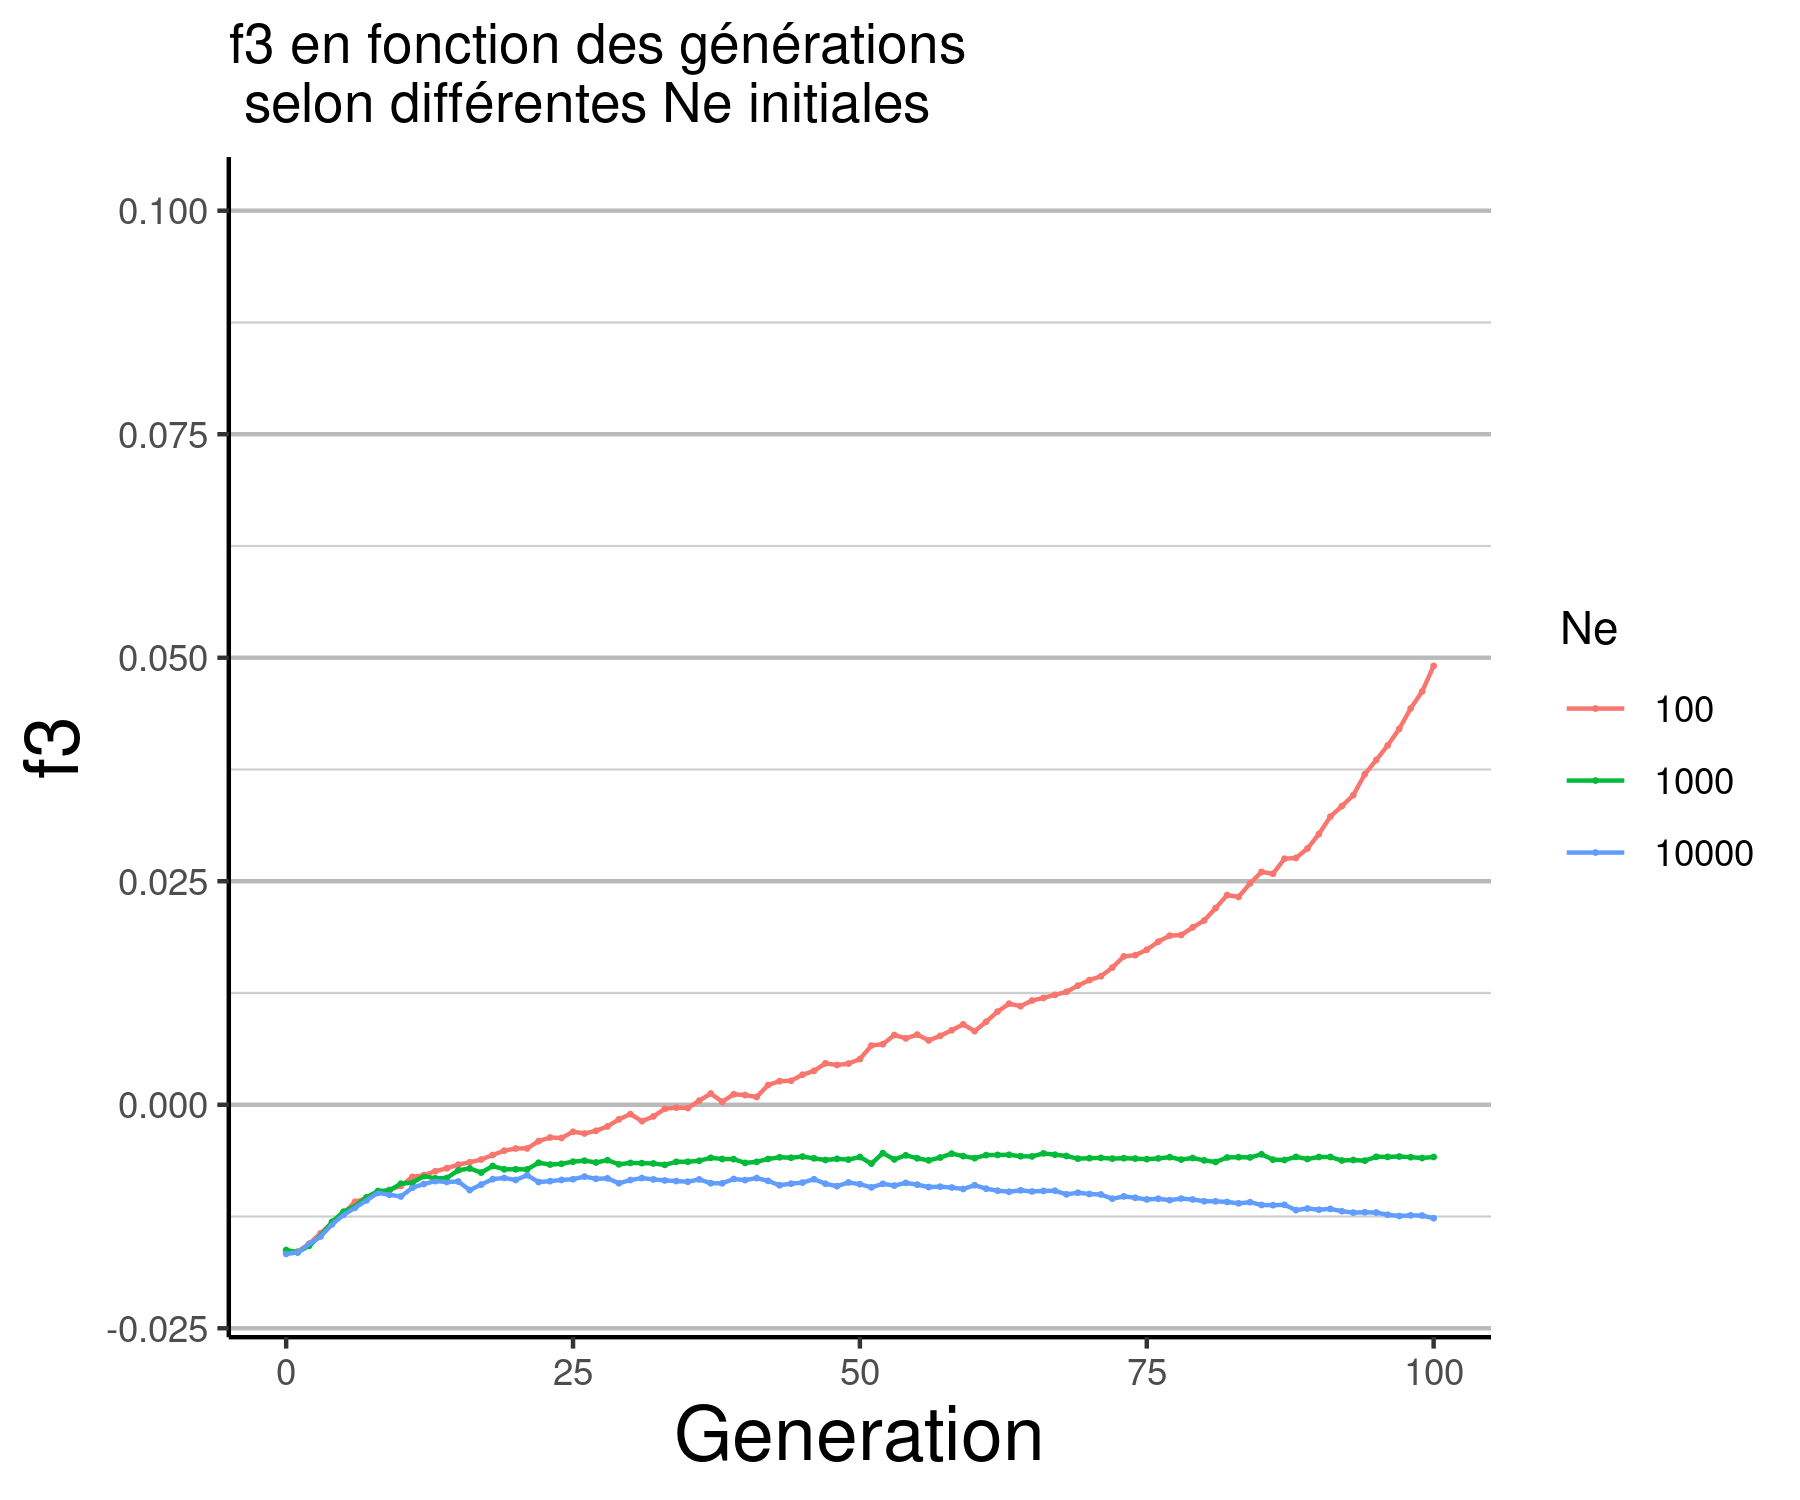 f3 en fonction des générations
selon différentes Ne initiales
0.100
0.075
0.050
0.025
0.000
-0.025
f3
0 25 50 75 100
Generation
Ne
100
1000
10000